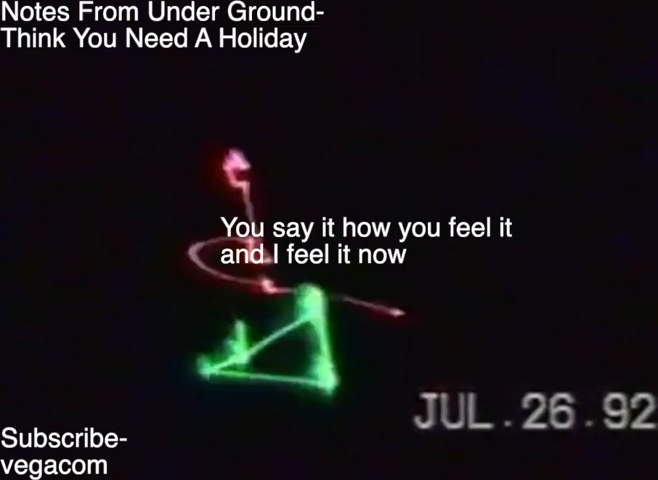 Notes From Under Ground-
Think You Need A Holiday
You say it how you feel it
and I feel it now
JUL. 26. 92
Subscribe-
vegacom